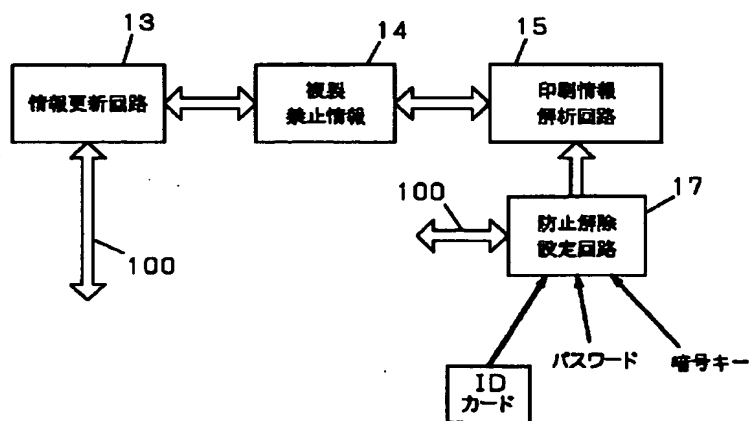 13
14
15
情報更新回路
複製
禁止情報
印刷情報
解析回路
100
100
17
防止解除
設定回路
パスワード
暗号キー
ID
カード